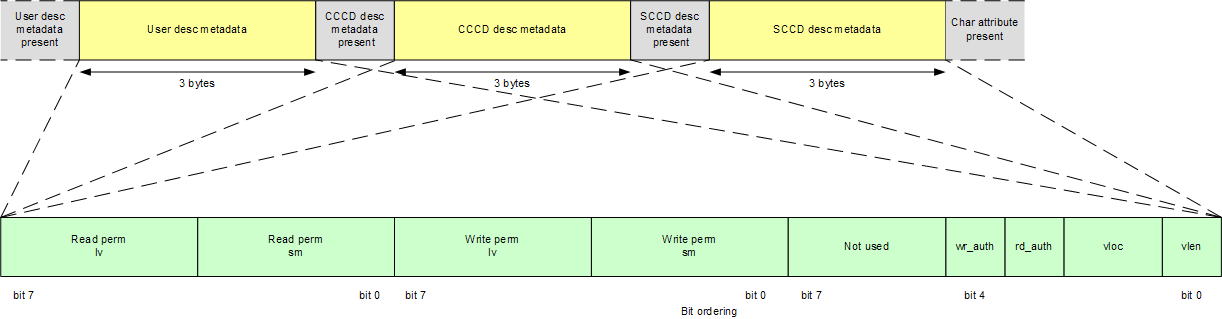 User desc
metadata
present
User desc metadata
CCCD desc
metadata
present
CCCD desc metadata
SCCD desc
metadata
present
SCCD desc metadata
Char attribute
present
3 bytes
3 bytes
3 bytes
Read perm
lv
Read perm
sm
Write perm
lv
Write perm
sm
Not used
wr_auth
rd_auth
vloc
vlen
bit 7
bit 0
bit 7
bit 0
bit 7
bit 4
bit 0
Bit ordering